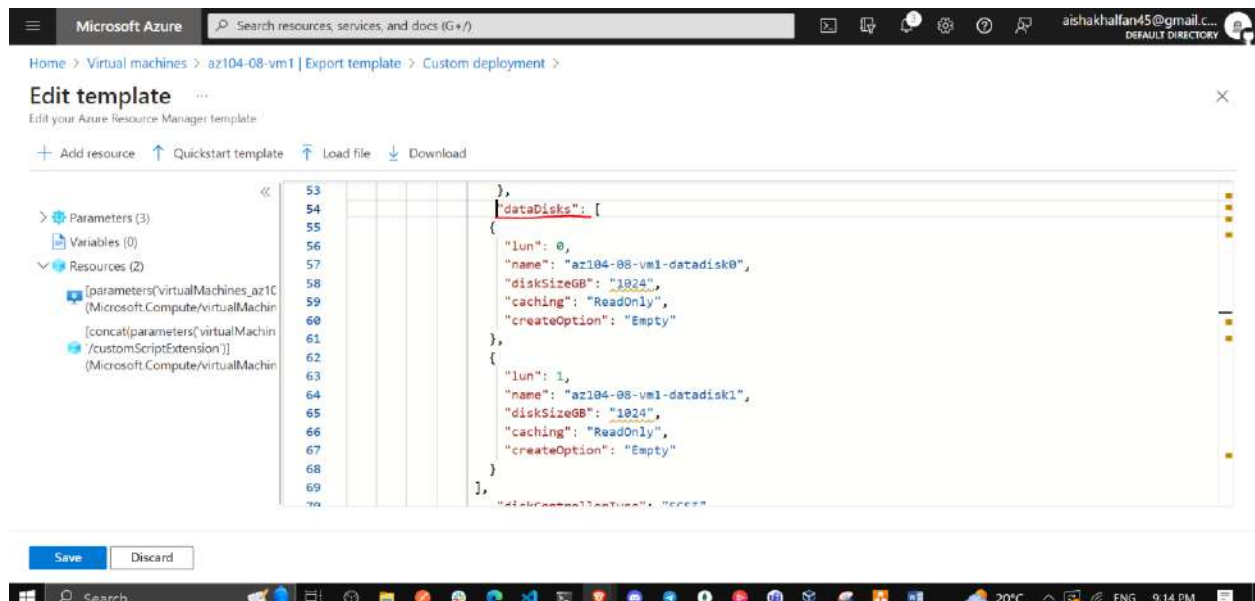 Microsoft Azure
Search resources, services, and docs (G+/)
3
aishakhalfan45@gmail.c...
DEFAULT DIRECTORY
Home > Virtual machines > az104-08-vm1 | Export template > Custom deployment >
Edit template ...
Edit your Azure Resource Manager template
Add resource Quickstart template Load file Download
Parameters (3)
Variables (0)
Resources (2)
[parameters('virtualMachines_az1C
(Microsoft.Compute/virtualMachin
[concat(parameters('virtualMachin
'/customScriptExtension')]
(Microsoft.Compute/virtualMachin
53 },
54 "dataDisks": [
55 {
56 "lun": 0,
57 "name": "az104-08-vm1-datadisk0",
58 "diskSizeGB": "1024",
59 "caching": "ReadOnly",
60 "createOption": "Empty"
61 },
62 {
63 "lun": 1,
64 "name": "az104-08-vm1-datadisk1",
65 "diskSizeGB": "1024",
66 "caching": "ReadOnly",
67 "createOption": "Empty"
68 }
69 ],
70 "diskControllerType": "SCSI"
Save Discard
Search 20°C ENG 9:14 PM